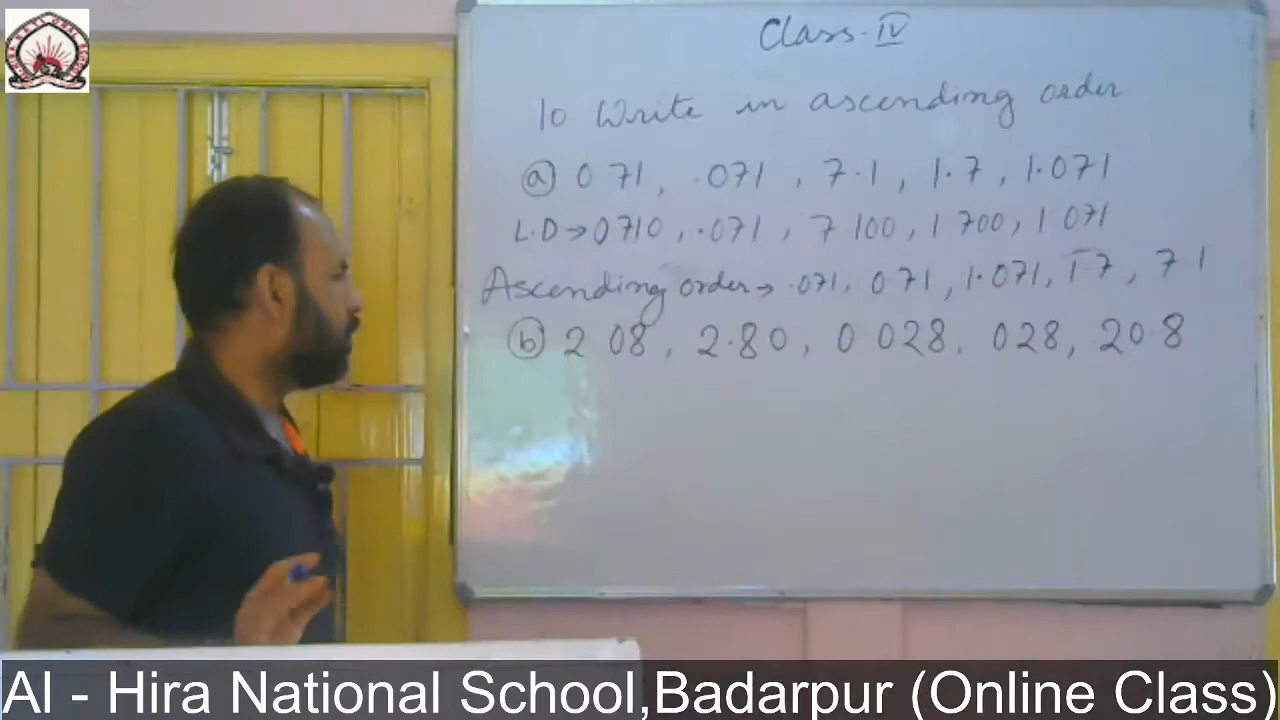 Class-IV
10 Write in ascending order
(a) 0 71, .071, 7.1, 1.7, 1.071
L.D→0 710, .071, 7 100, 1 700, 1 071
Ascending order→ .071, 0 71, 1.071, 1 7, 7 1
(b) 2 08, 2.80, 0 028, 0 28, 20.8
Al - Hira National School,Badarpur (Online Class)